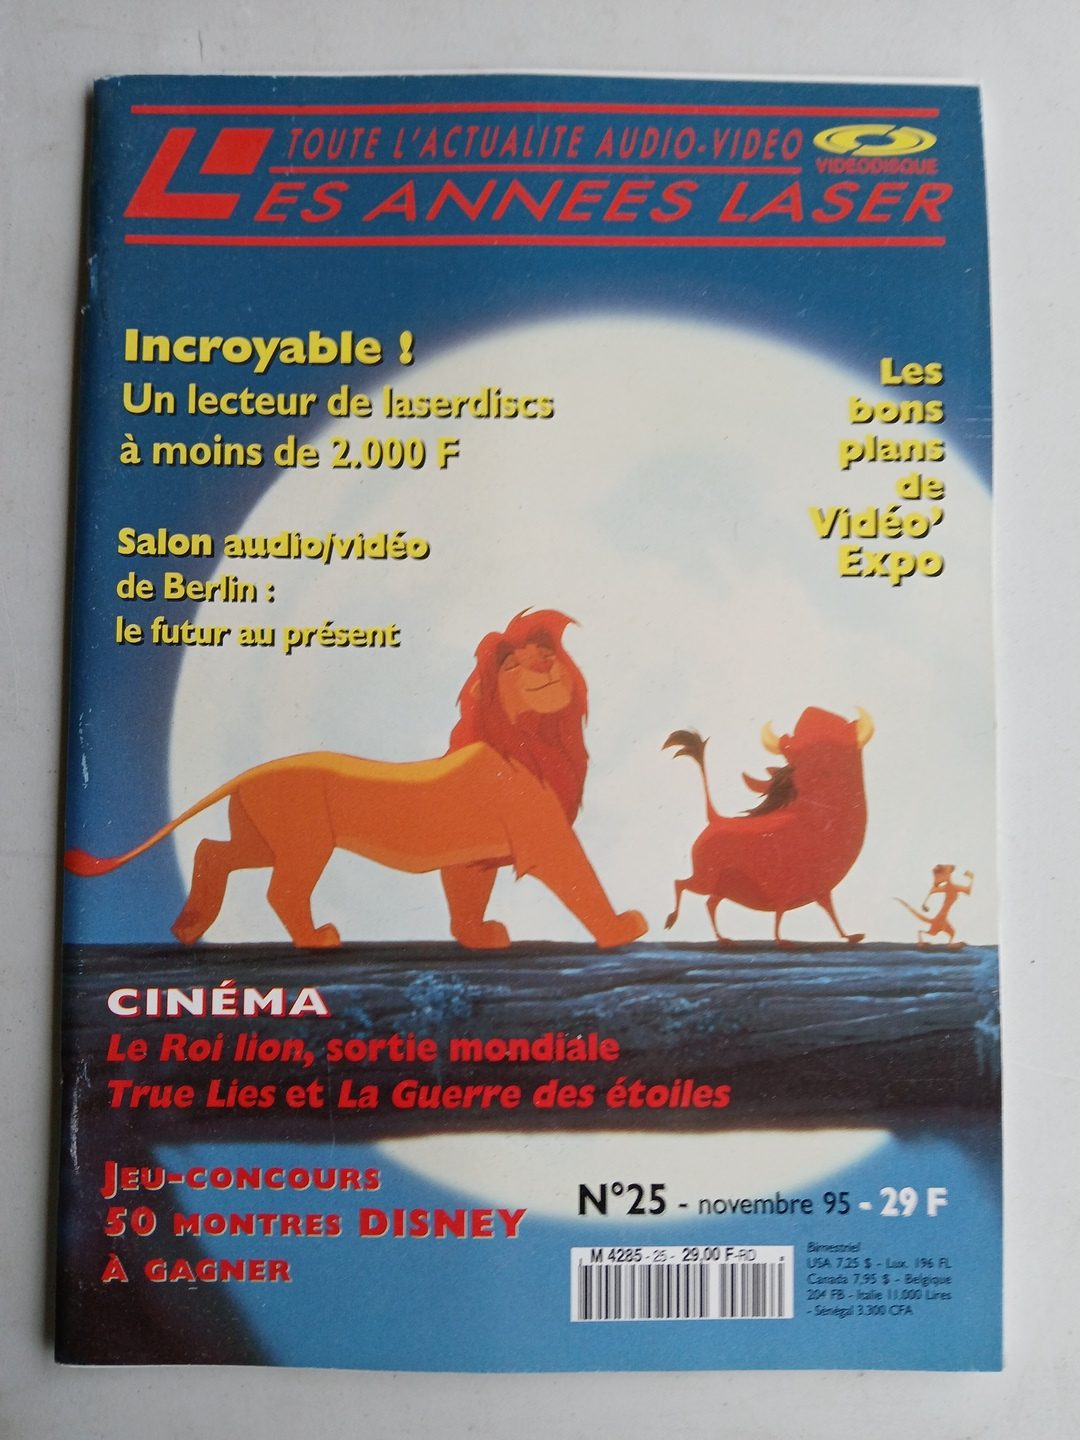 TOUTE L'ACTUALITE AUDIO-VIDEO
VIDEODISQUE
LES ANNEES LASER
Incroyable !
Un lecteur de laserdiscs
à moins de 2.000 F
Les
bons
plans
de
Vidéo'
Expo
Salon audio/vidéo
de Berlin :
le futur au présent
CINÉMA
Le Roi lion, sortie mondiale
True Lies et La Guerre des étoiles
JEU-CONCOURS
50 MONTRES DISNEY
À GAGNER
N°25 - novembre 95 - 29 F
M 4285 - 25 - 29,00 F-RD
Bimestriel
USA 7,25 $ - Lux. 196 FL
Canada 7,95 $ - Belgique
204 FB - Italie 11.000 Lires
- Sénégal 3.300 CFA